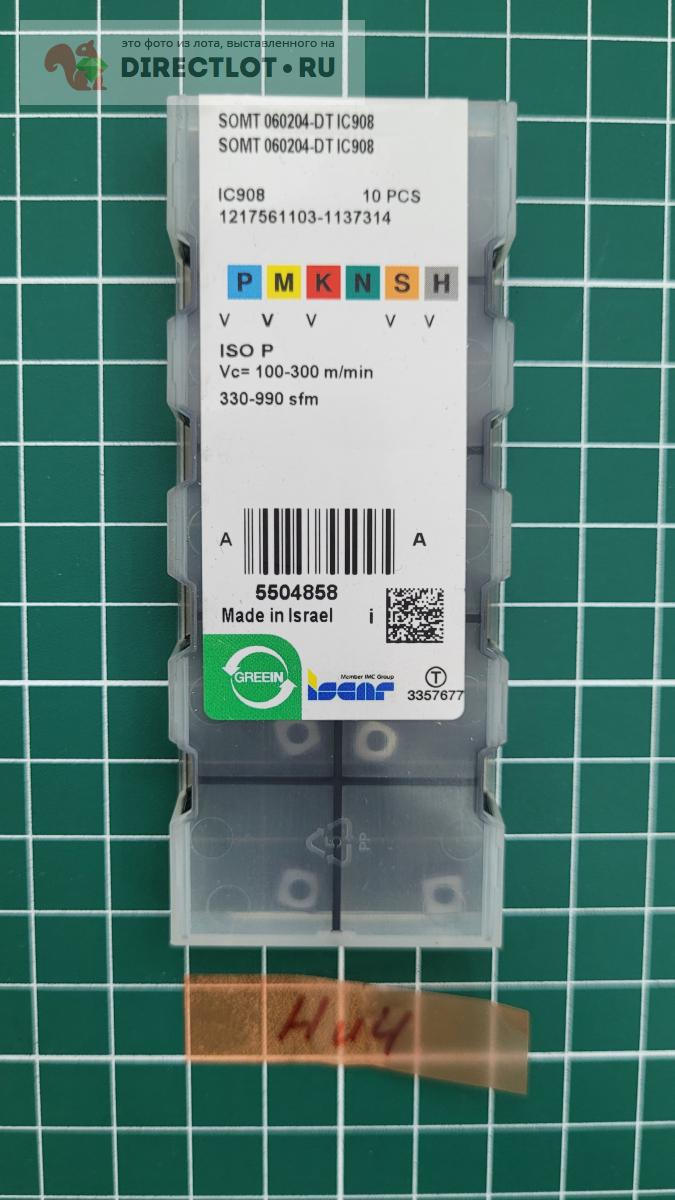 это фото из лота, выставленного на
DIRECTLOT•RU
SOMT 060204-DT IC908
SOMT 060204-DT IC908
IC908 10 PCS
1217561103-1137314
P M K N S H
V V V V V
ISO P
Vc= 100-300 m/min
330-990 sfm
A A
5504858
Made in Israel i
GREEIN
Member IMC Group
iscar
T
3357677
5
PP